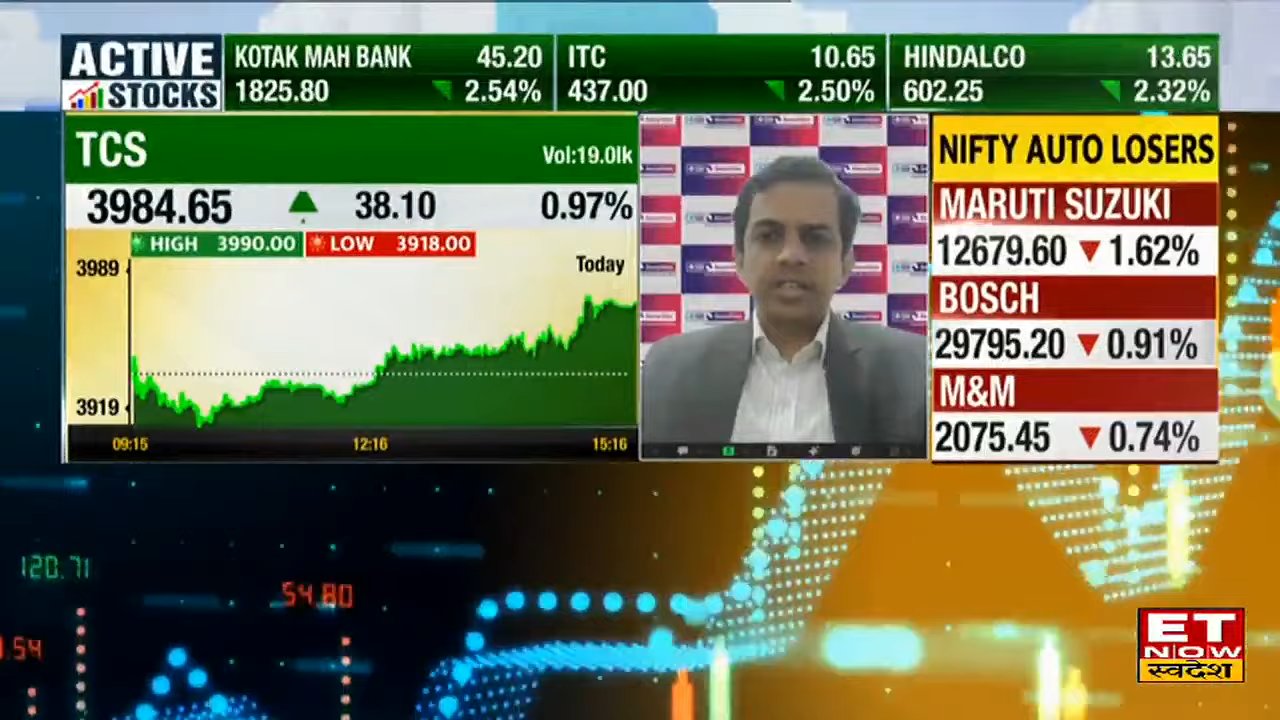 ACTIVE
STOCKS
KOTAK MAH BANK 45.20
1825.80 2.54%
ITC 10.65
437.00 2.50%
HINDALCO 13.65
602.25 2.32%
TCS
Vol:19.0lk
3984.65 38.10 0.97%
HIGH 3990.00 LOW 3918.00
Today
3989
3919
09:15 12:16 15:16
NIFTY AUTO LOSERS
MARUTI SUZUKI
12679.60 1.62%
BOSCH
29795.20 0.91%
M&M
2075.45 0.74%
120.71
54.80
.54
ET
NOW
स्वदेश